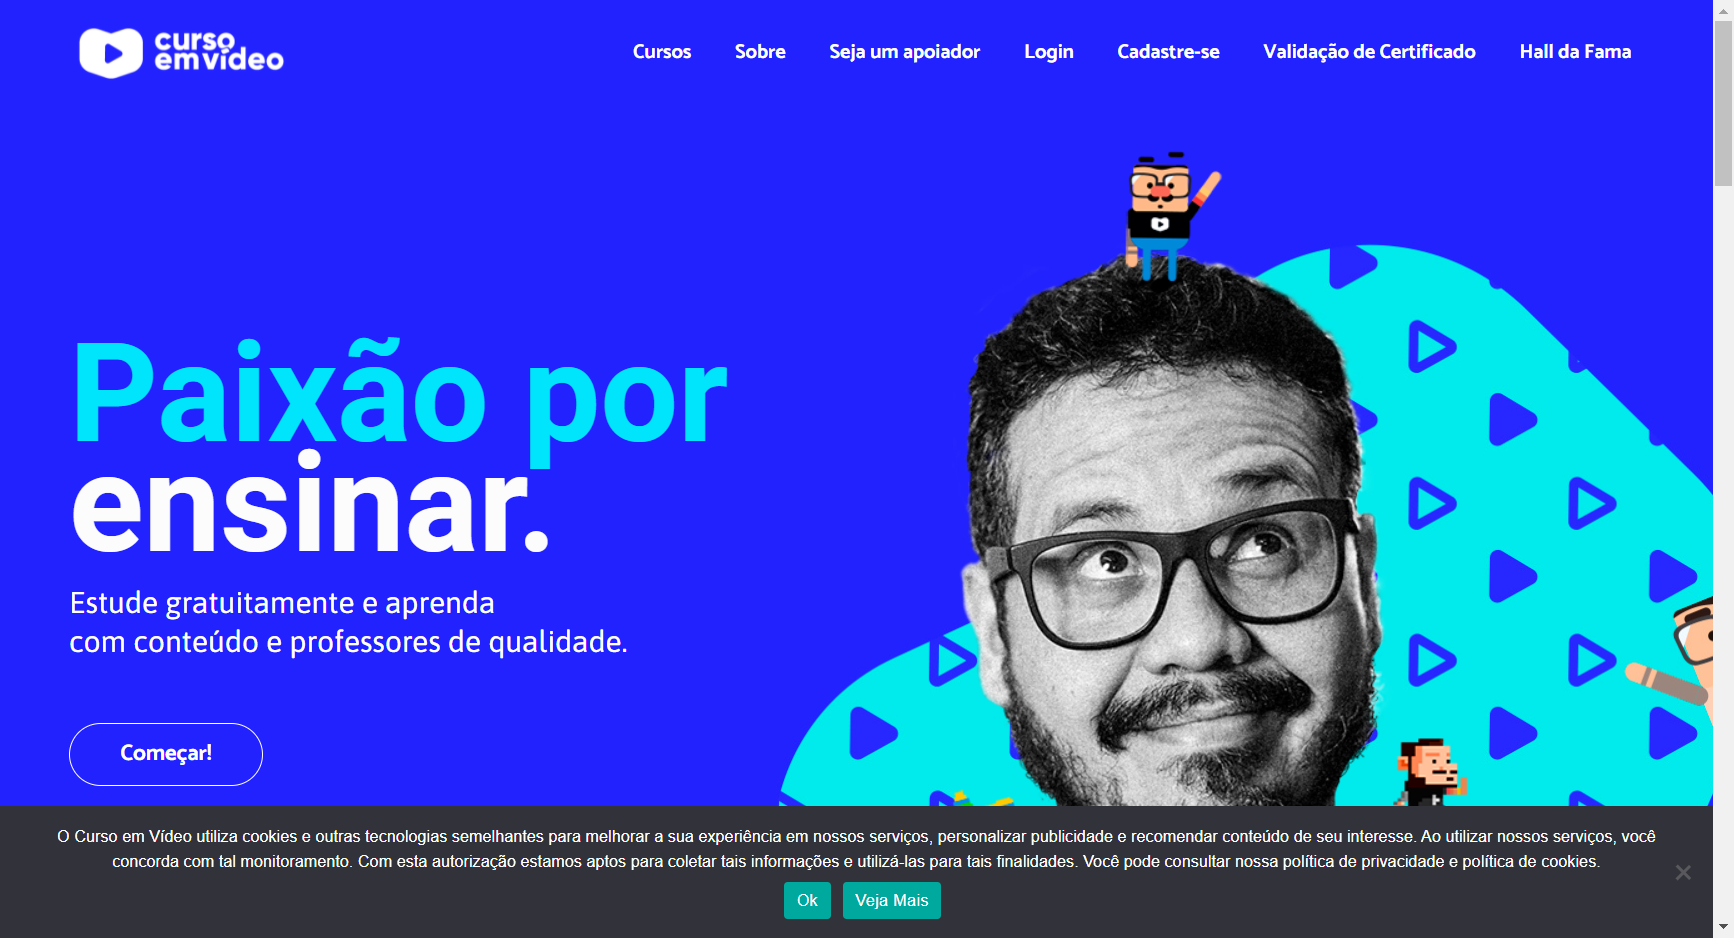 curso
em vídeo
Cursos
Sobre
Seja um apoiador
Login
Cadastre-se
Validação de Certificado
Hall da Fama
Paixão por
ensinar.
Estude gratuitamente e aprenda
com conteúdo e professores de qualidade.
Começar!
O Curso em Vídeo utiliza cookies e outras tecnologias semelhantes para melhorar a sua experiência em nossos serviços, personalizar publicidade e recomendar conteúdo de seu interesse. Ao utilizar nossos serviços, você
concorda com tal monitoramento. Com esta autorização estamos aptos para coletar tais informações e utilizá-las para tais finalidades. Você pode consultar nossa política de privacidade e política de cookies.
Ok
Veja Mais